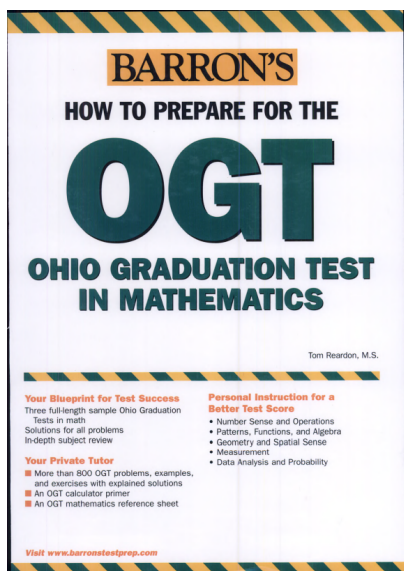 BARRON'S
HOW TO PREPARE FOR THE
OGT
OHIO GRADUATION TEST
IN MATHEMATICS
Tom Reardon, M.S.
Your Blueprint for Test Success
Three full-length sample Ohio Graduation
Tests in math
Solutions for all problems
In-depth subject review
Your Private Tutor
■ More than 800 OGT problems, examples,
and exercises with explained solutions
■ An OGT calculator primer
■ An OGT mathematics reference sheet
Personal Instruction for a
Better Test Score
• Number Sense and Operations
• Patterns, Functions, and Algebra
• Geometry and Spatial Sense
• Measurement
• Data Analysis and Probability
Visit www.barronstestprep.com